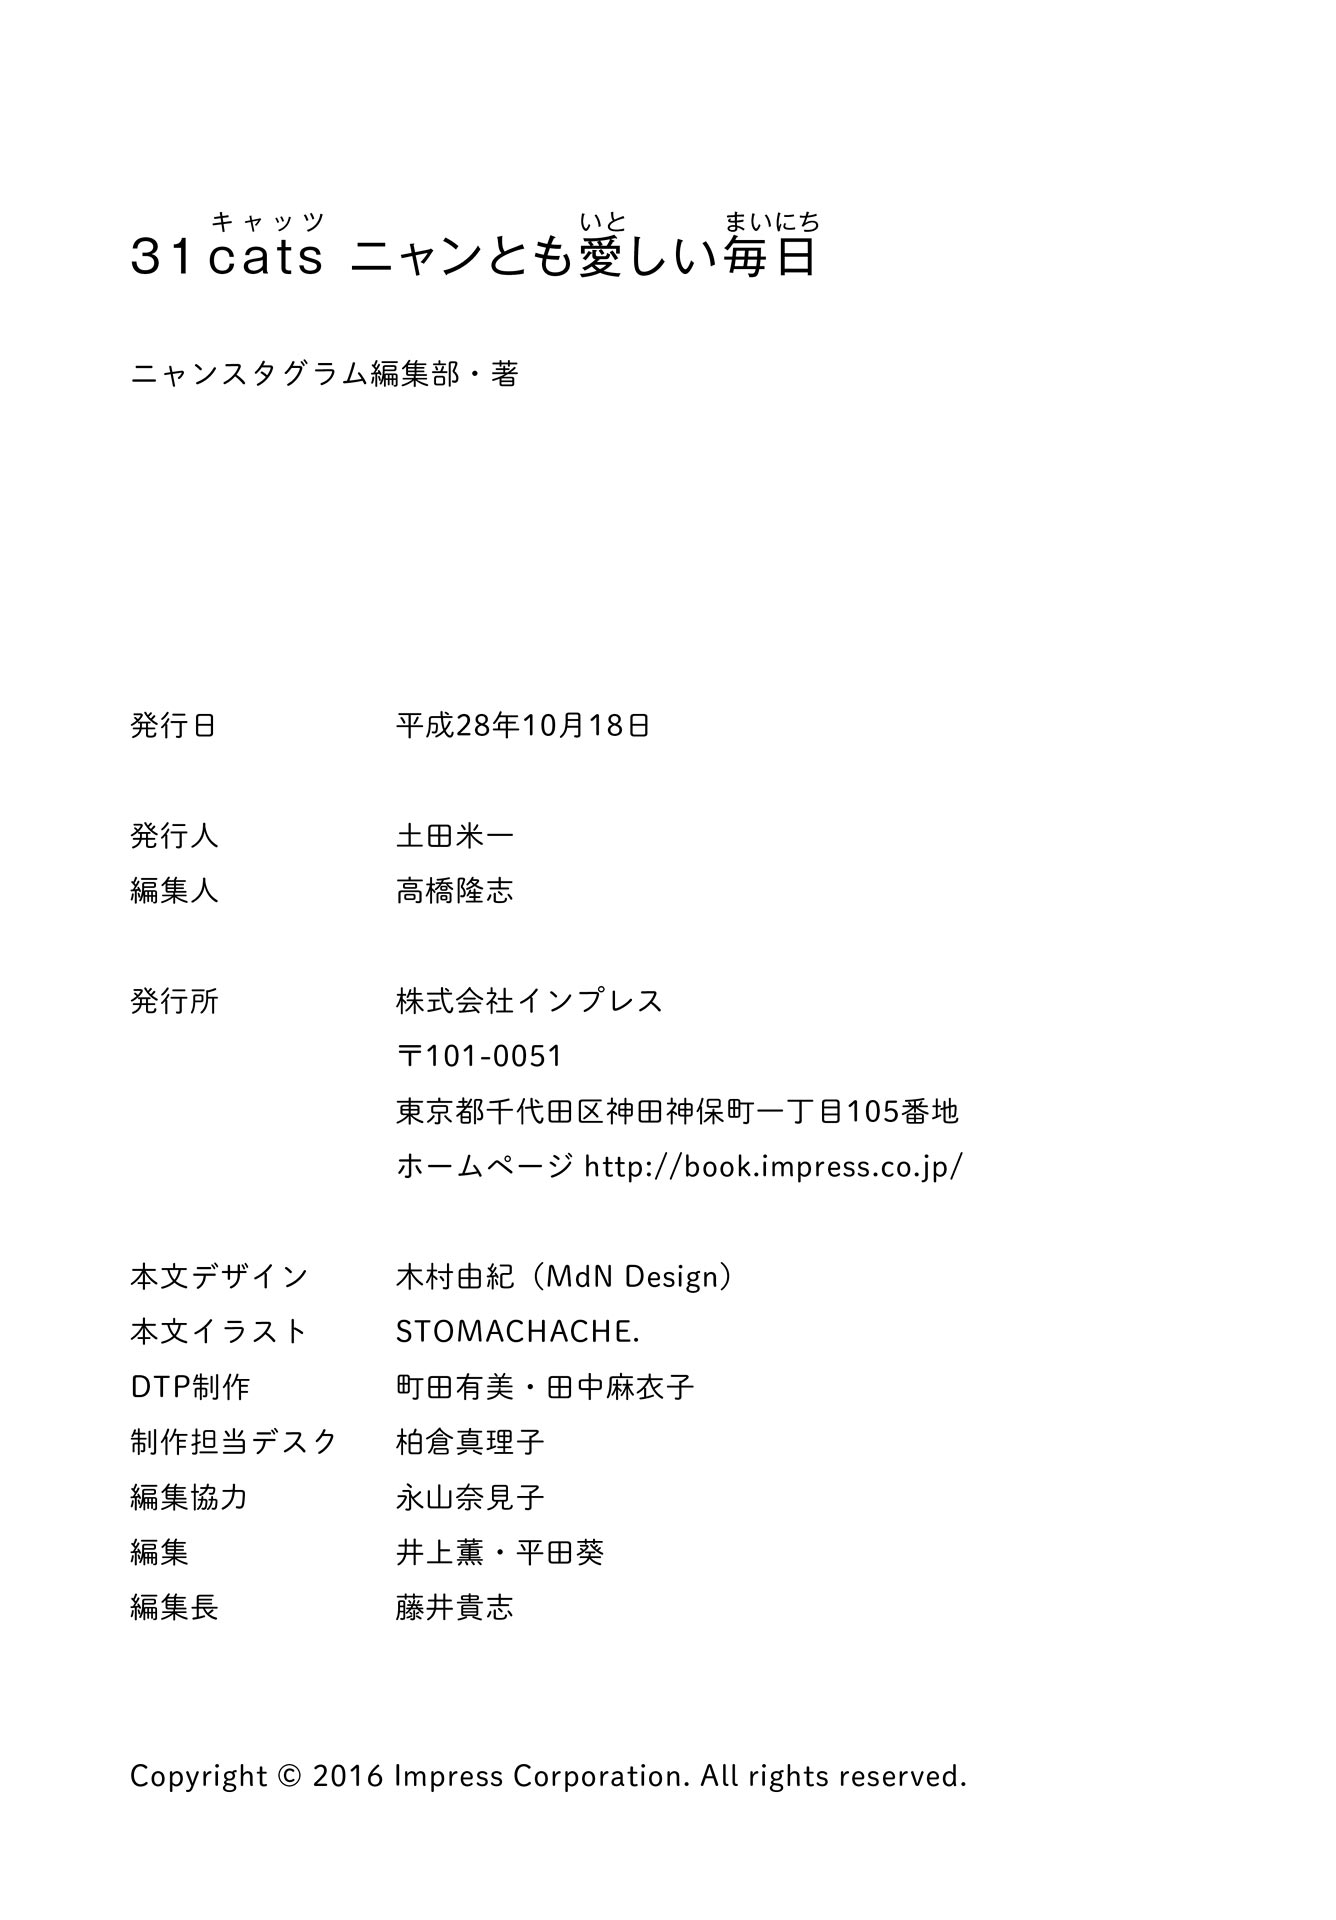 キャッツ いと まいにち
31cats ニャンとも愛しい毎日
ニャンスタグラム編集部・著
発行日 平成28年10月18日
発行人 土田米一
編集人 高橋隆志
発行所 株式会社インプレス
〒101-0051
東京都千代田区神田神保町一丁目105番地
ホームページ http://book.impress.co.jp/
本文デザイン 木村由紀（MdN Design）
本文イラスト STOMACHACHE.
DTP制作 町田有美・田中麻衣子
制作担当デスク 柏倉真理子
編集協力 永山奈見子
編集 井上薫・平田葵
編集長 藤井貴志
Copyright © 2016 Impress Corporation. All rights reserved.